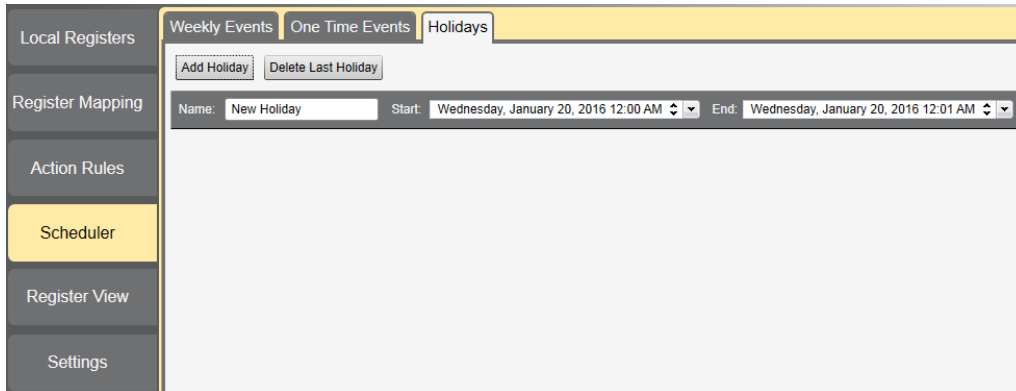 Local Registers
Register Mapping
Action Rules
Scheduler
Register View
Settings
Weekly Events One Time Events Holidays
Add Holiday Delete Last Holiday
Name: New Holiday Start: Wednesday, January 20, 2016 12:00 AM End: Wednesday, January 20, 2016 12:01 AM